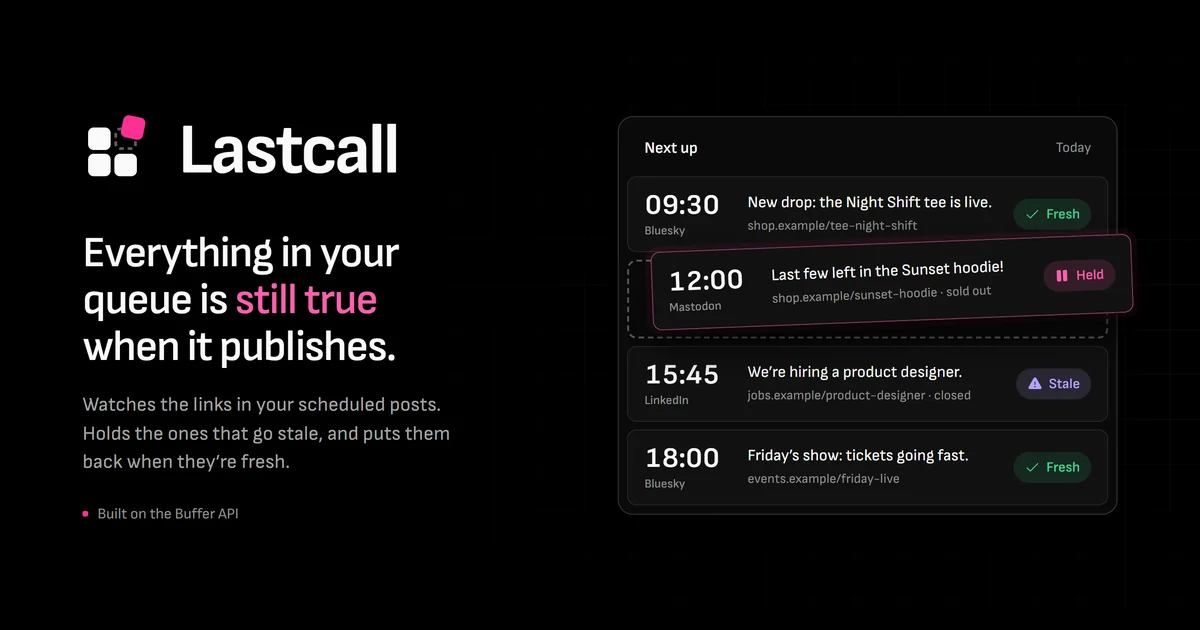 Lastcall
Everything in your
queue is still true
when it publishes.
Watches the links in your scheduled posts.
Holds the ones that go stale, and puts them
back when they’re fresh.
Built on the Buffer API
Next up
Today
09:30
Bluesky
New drop: the Night Shift tee is live.
shop.example/tee-night-shift
Fresh
12:00
Mastodon
Last few left in the Sunset hoodie!
shop.example/sunset-hoodie · sold out
Held
15:45
LinkedIn
We’re hiring a product designer.
jobs.example/product-designer · closed
Stale
18:00
Bluesky
Friday’s show: tickets going fast.
events.example/friday-live
Fresh